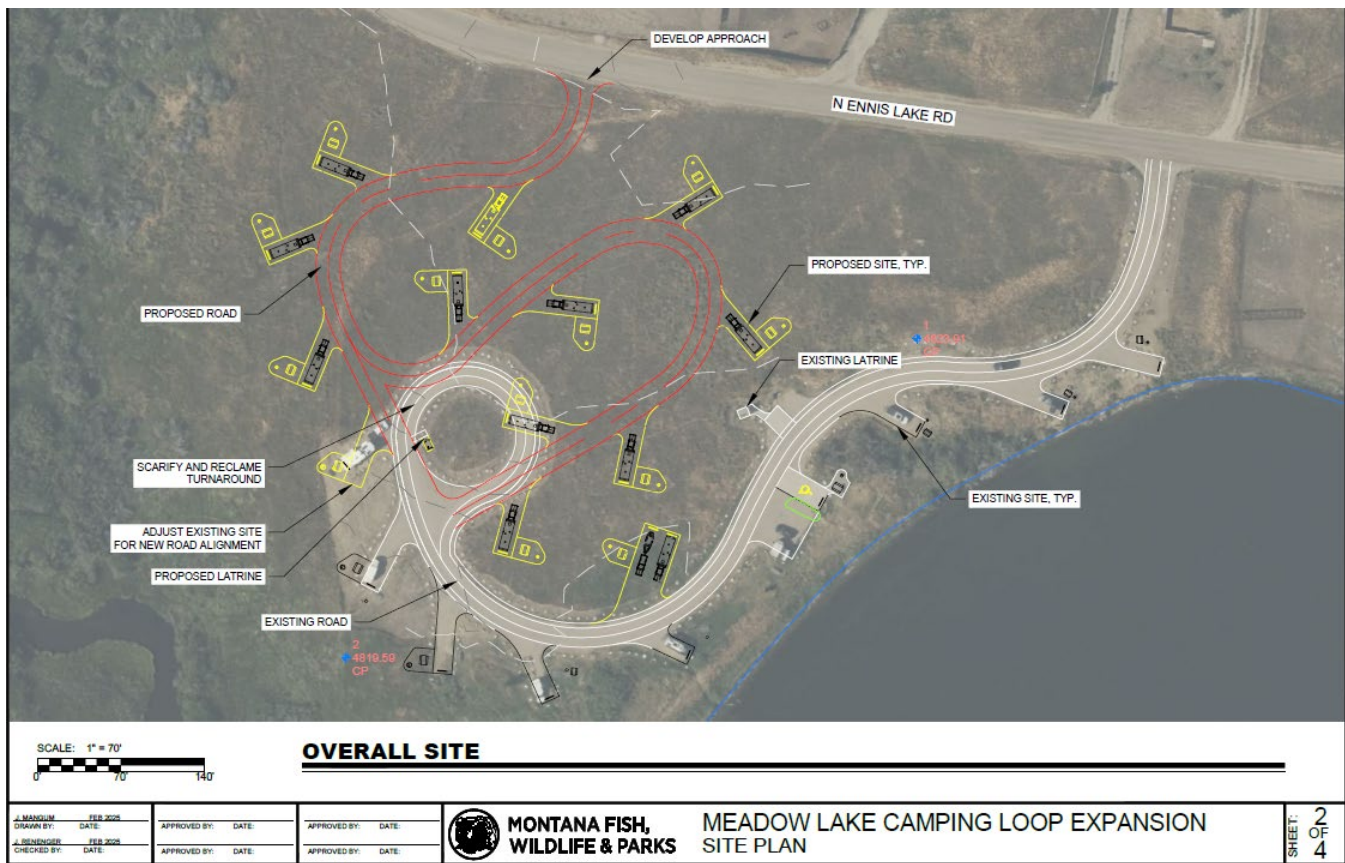 DEVELOP APPROACH
N ENNIS LAKE RD
PROPOSED SITE, TYP.
PROPOSED ROAD
1
EXISTING LATRINE
SCARIFY AND RECLAME
TURNAROUND
EXISTING SITE, TYP.
ADJUST EXISTING SITE
FOR NEW ROAD ALIGNMENT
PROPOSED LATRINE
EXISTING ROAD
2
4819.59
CP
SCALE: 1" = 70'
0' 70' 140'
OVERALL SITE
J. MANGUM FEB 2025
DRAWN BY: DATE:
J. RENENGER FEB 2025
CHECKED BY: DATE:
APPROVED BY: DATE:
APPROVED BY: DATE:
APPROVED BY: DATE:
APPROVED BY: DATE:
MONTANA FISH,
WILDLIFE & PARKS
MEADOW LAKE CAMPING LOOP EXPANSION
SITE PLAN
SHEET:
2
OF
4